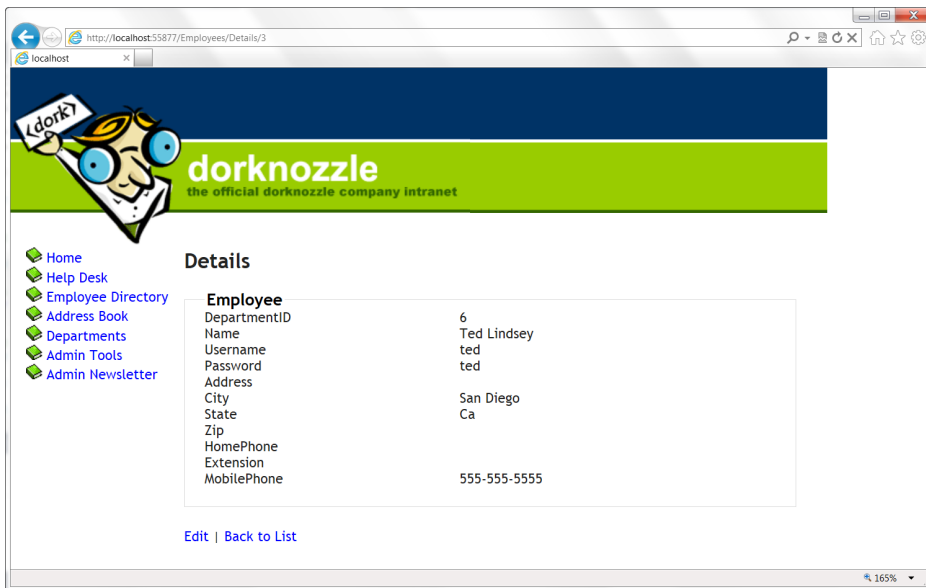 http://localhost:55877/Employees/Details/3
localhost
<dork>
dorknozzle
the official dorknozzle company intranet
Home
Help Desk
Employee Directory
Address Book
Departments
Admin Tools
Admin Newsletter
Details
Employee
DepartmentID 6
Name Ted Lindsey
Username ted
Password ted
Address
City San Diego
State Ca
Zip
HomePhone
Extension
MobilePhone 555-555-5555
Edit | Back to List
165%